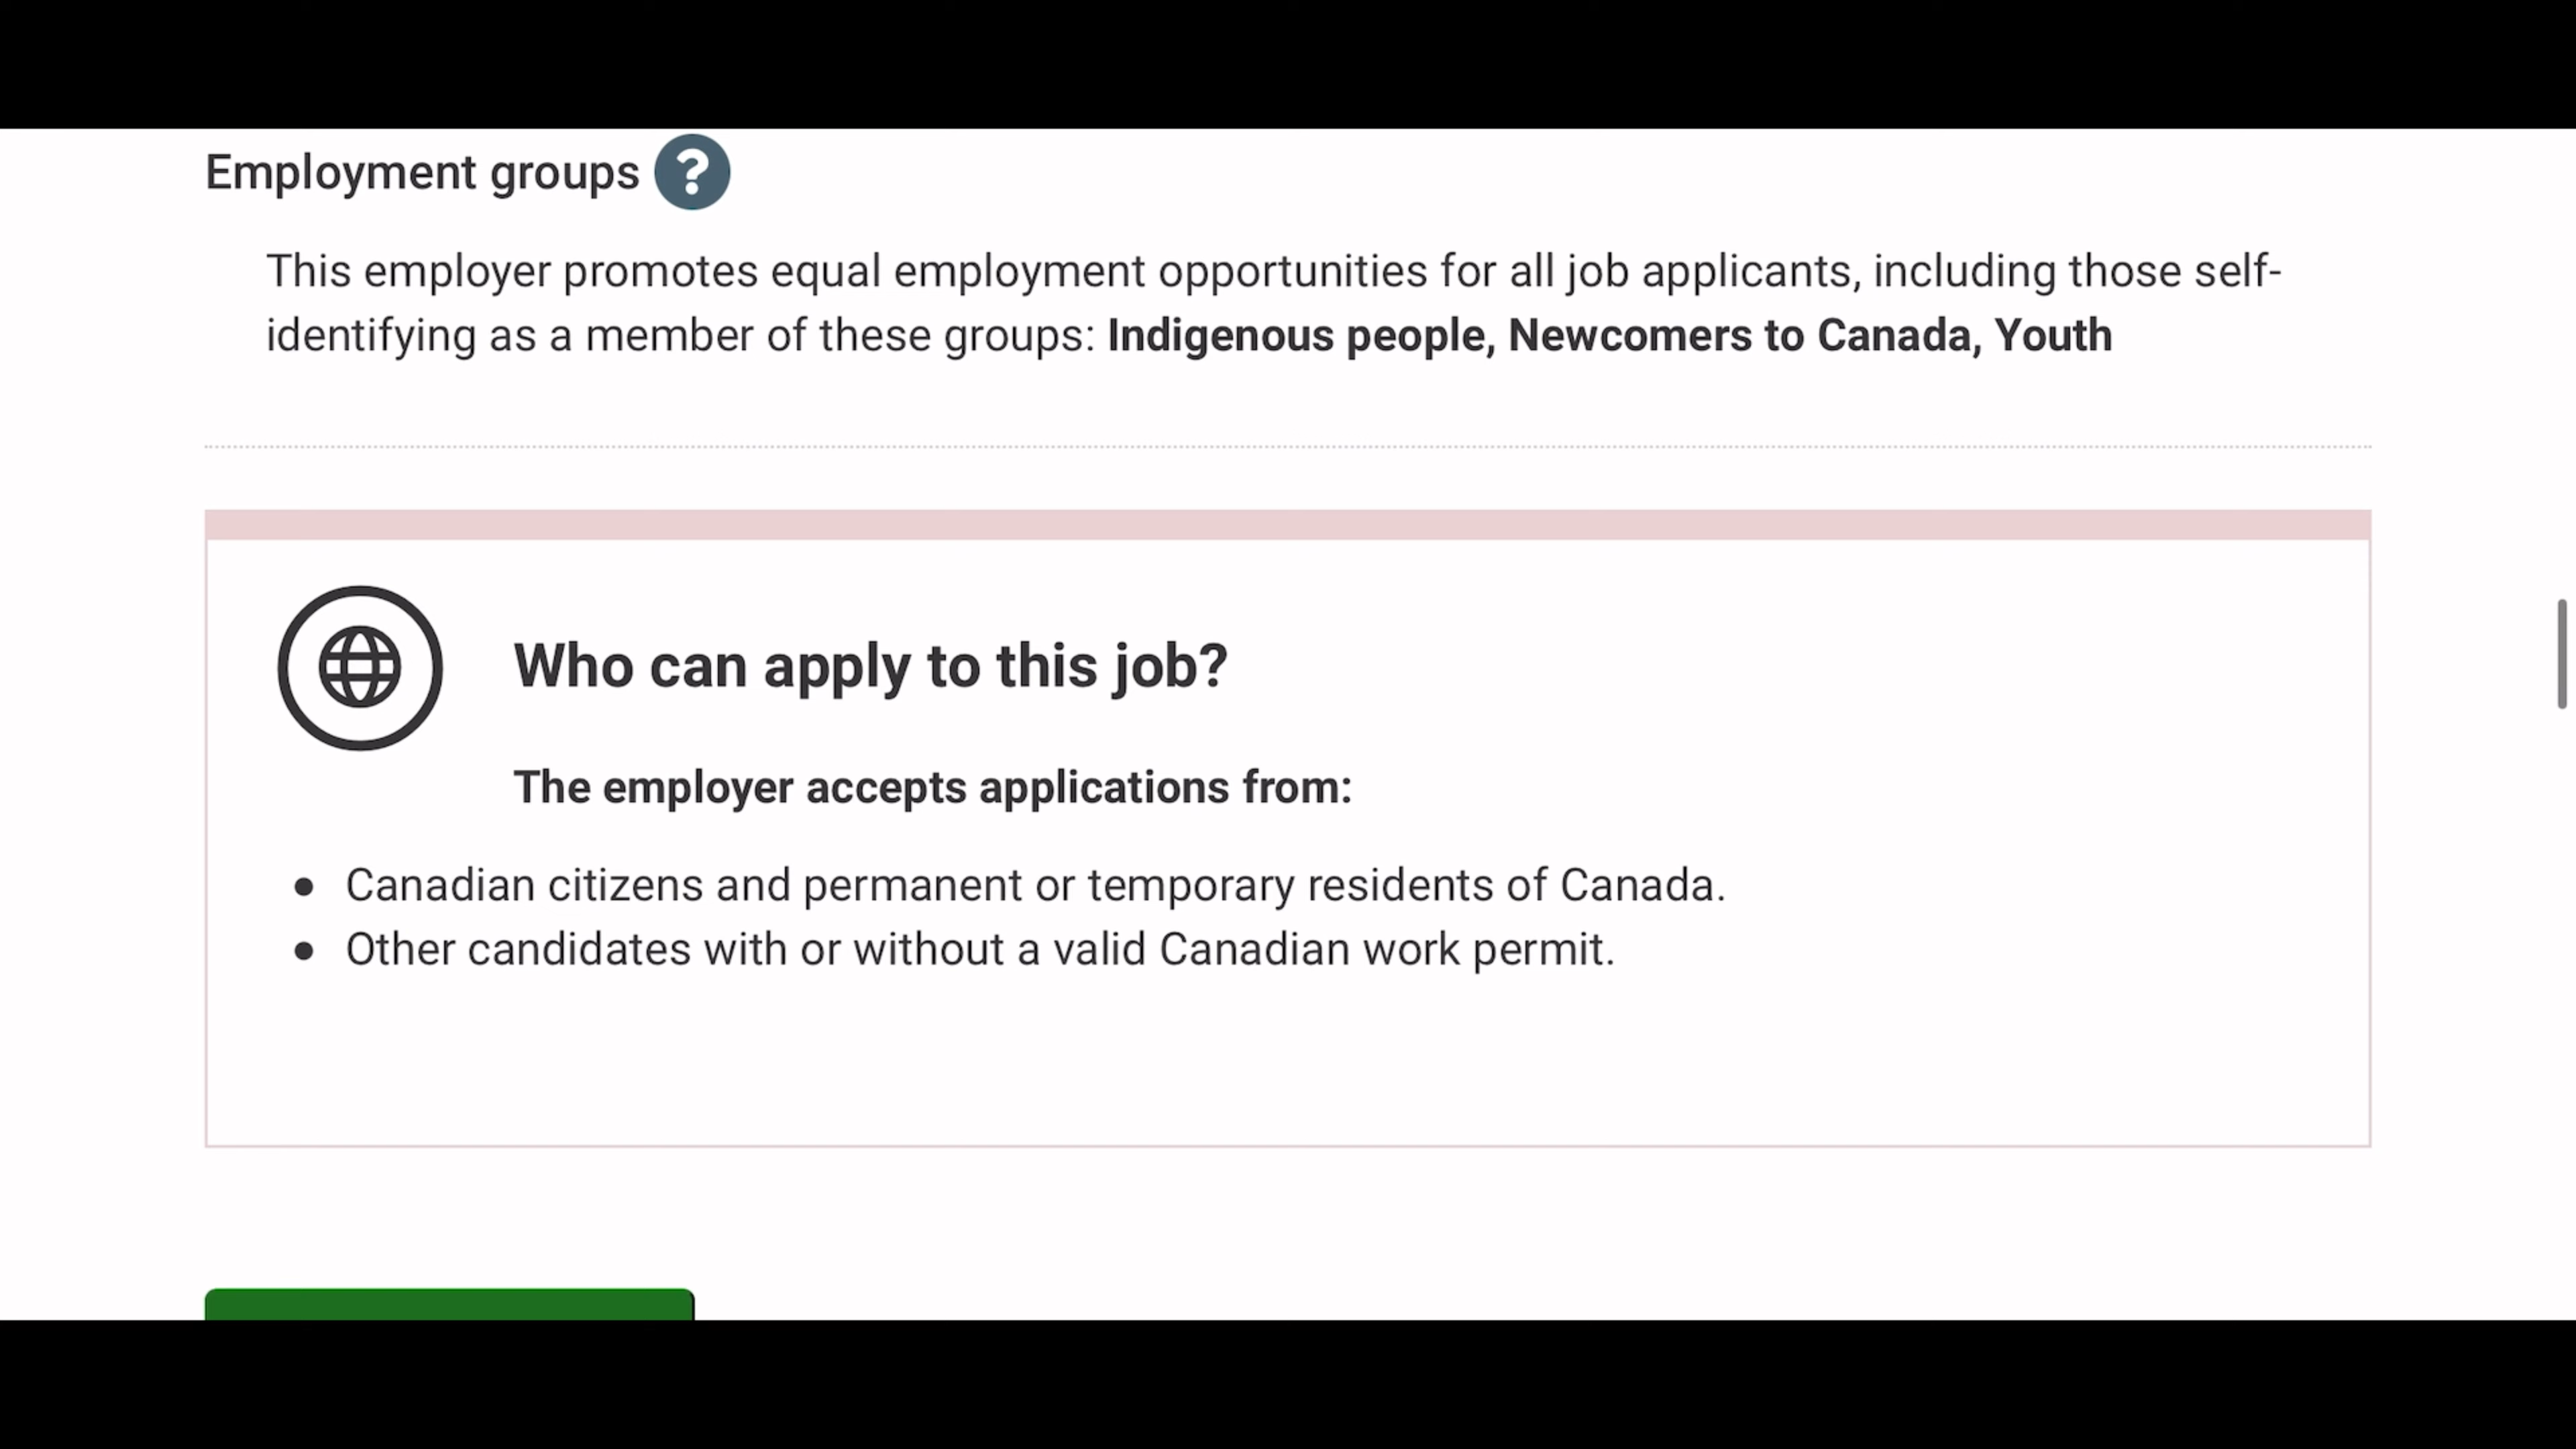 Employment groups ?
This employer promotes equal employment opportunities for all job applicants, including those self-
identifying as a member of these groups: Indigenous people, Newcomers to Canada, Youth
Who can apply to this job?
The employer accepts applications from:
• Canadian citizens and permanent or temporary residents of Canada.
• Other candidates with or without a valid Canadian work permit.